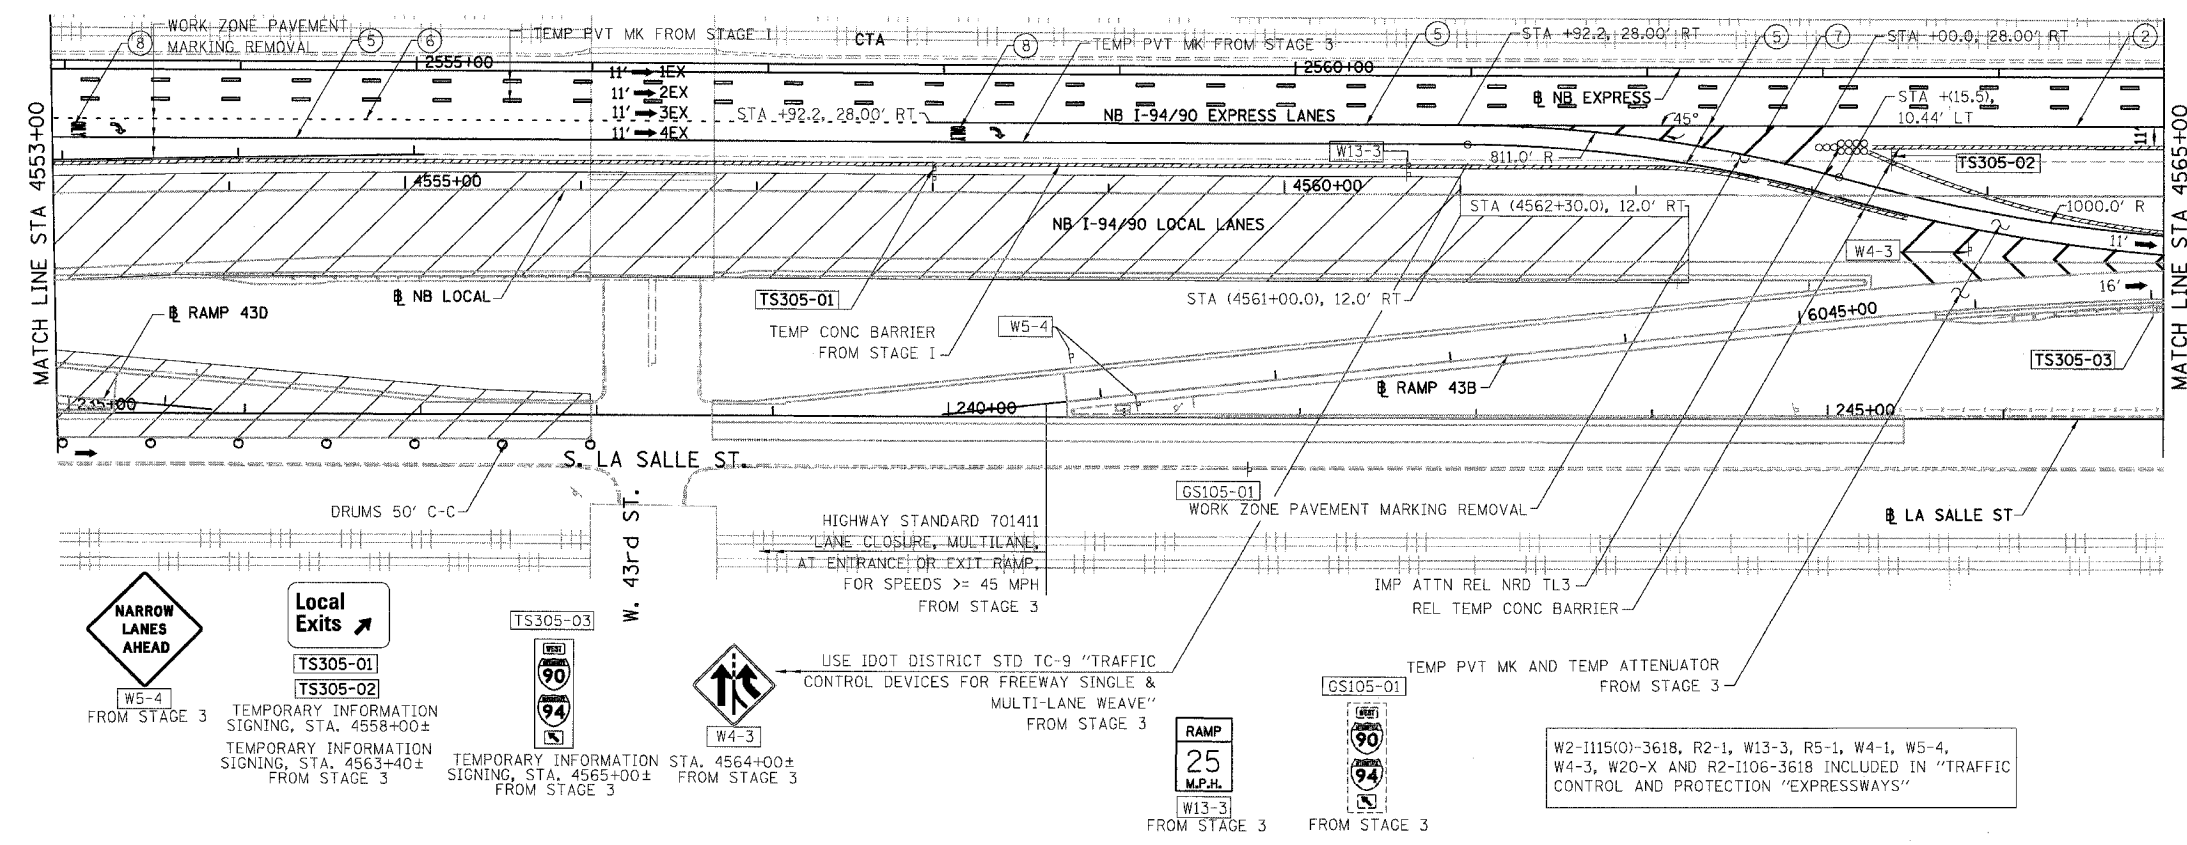 WORK ZONE PAVEMENT
MARKING REMOVAL
8
5
6
TEMP PVT MK FROM STAGE I
CTA
8
TEMP PVT MK FROM STAGE 3
5
STA +92.2, 28.00' RT
5
7
STA +00.0, 28.00' RT
2
2555+00
2560+00
11' 1EX
11' 2EX
11' 3EX
11' 4EX
STA +92.2, 28.00' RT
NB I-94/90 EXPRESS LANES
℄ NB EXPRESS
45°
STA +(15.5),
10.44' LT
11'
W13-3
811.0' R
TS305-02
MATCH LINE STA 4553+00
MATCH LINE STA 4565+00
4555+00
4560+00
STA (4562+30.0), 12.0' RT
1000.0' R
NB I-94/90 LOCAL LANES
11'
W4-3
℄ NB LOCAL
TS305-01
STA (4561+00.0), 12.0' RT
16'
℄ RAMP 43D
TEMP CONC BARRIER
FROM STAGE I
W5-4
6045+00
TS305-03
℄ RAMP 43B
235+00
240+00
245+00
S. LA SALLE ST.
W. 43rd ST.
DRUMS 50' C-C
GS105-01
WORK ZONE PAVEMENT MARKING REMOVAL
℄ LA SALLE ST
HIGHWAY STANDARD 701411
LANE CLOSURE, MULTILANE,
AT ENTRANCE OR EXIT RAMP,
FOR SPEEDS >= 45 MPH
FROM STAGE 3
IMP ATTN REL NRD TL3
REL TEMP CONC BARRIER
TEMP PVT MK AND TEMP ATTENUATOR
FROM STAGE 3
NARROW
LANES
AHEAD
W5-4
FROM STAGE 3
Local
Exits
TS305-01
TS305-02
TEMPORARY INFORMATION
SIGNING, STA. 4558+00±
TEMPORARY INFORMATION
SIGNING, STA. 4563+40±
FROM STAGE 3
TS305-03
WEST
90
94
TEMPORARY INFORMATION
SIGNING, STA. 4565+00±
FROM STAGE 3
W4-3
STA. 4564+00±
FROM STAGE 3
USE IDOT DISTRICT STD TC-9 "TRAFFIC
CONTROL DEVICES FOR FREEWAY SINGLE &
MULTI-LANE WEAVE"
FROM STAGE 3
RAMP
25
M.P.H.
W13-3
FROM STAGE 3
GS105-01
WEST
90
94
FROM STAGE 3
W2-I115(O)-3618, R2-1, W13-3, R5-1, W4-1, W5-4,
W4-3, W20-X AND R2-I106-3618 INCLUDED IN "TRAFFIC
CONTROL AND PROTECTION "EXPRESSWAYS"